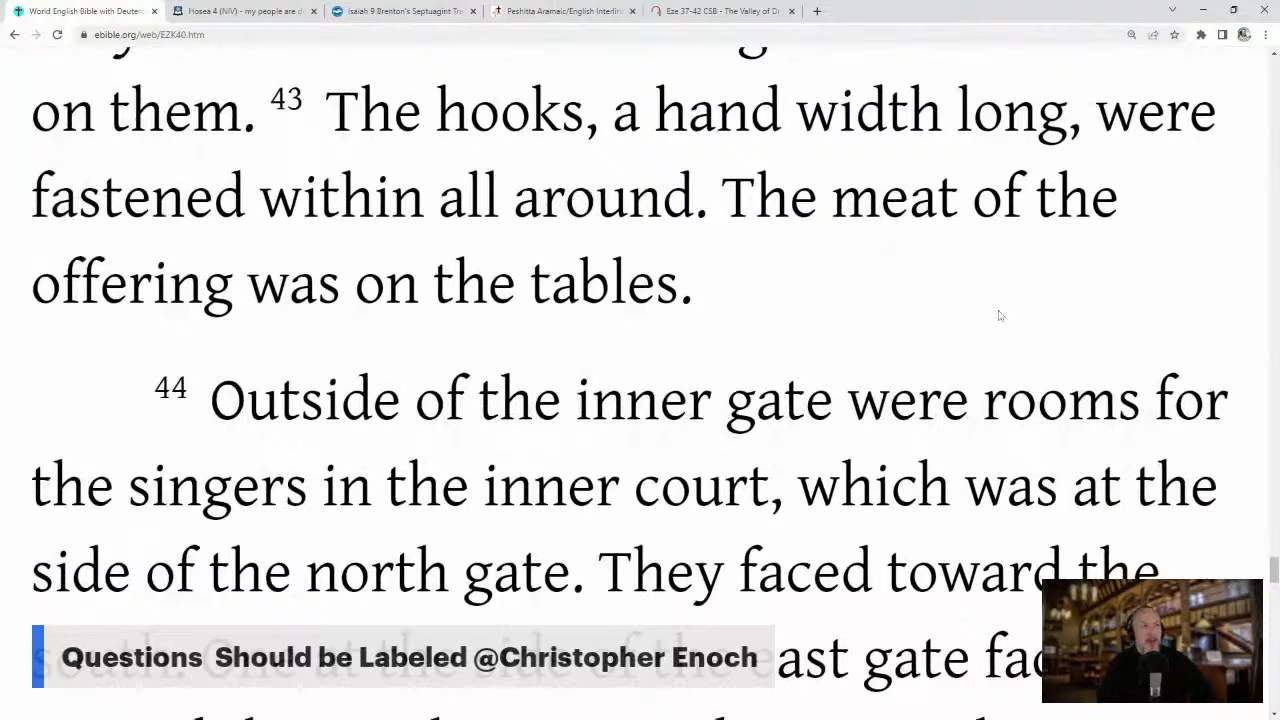 World English Bible with Deutero
Hosea 4 (NIV) - my people are de
Isaiah 9 Brenton's Septuagint Tra
Peshitta Aramaic/English Interlin
Eze 37-42 CSB - The Valley of Dr
ebible.org/web/EZK40.htm
on them. 43 The hooks, a hand width long, were
fastened within all around. The meat of the
offering was on the tables.
44 Outside of the inner gate were rooms for
the singers in the inner court, which was at the
side of the north gate. They faced toward the
east gate fac
Questions Should be Labeled @Christopher Enoch